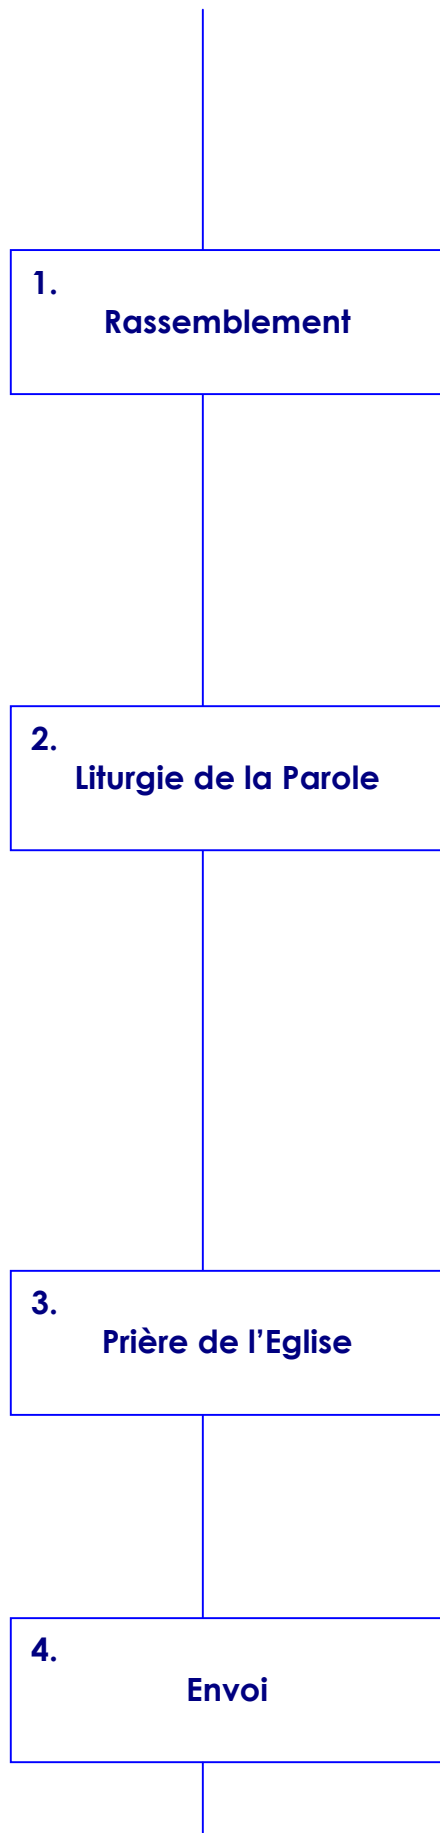 1.
Rassemblement
2.
Liturgie de la Parole
3.
Prière de l’Eglise
4.
Envoi